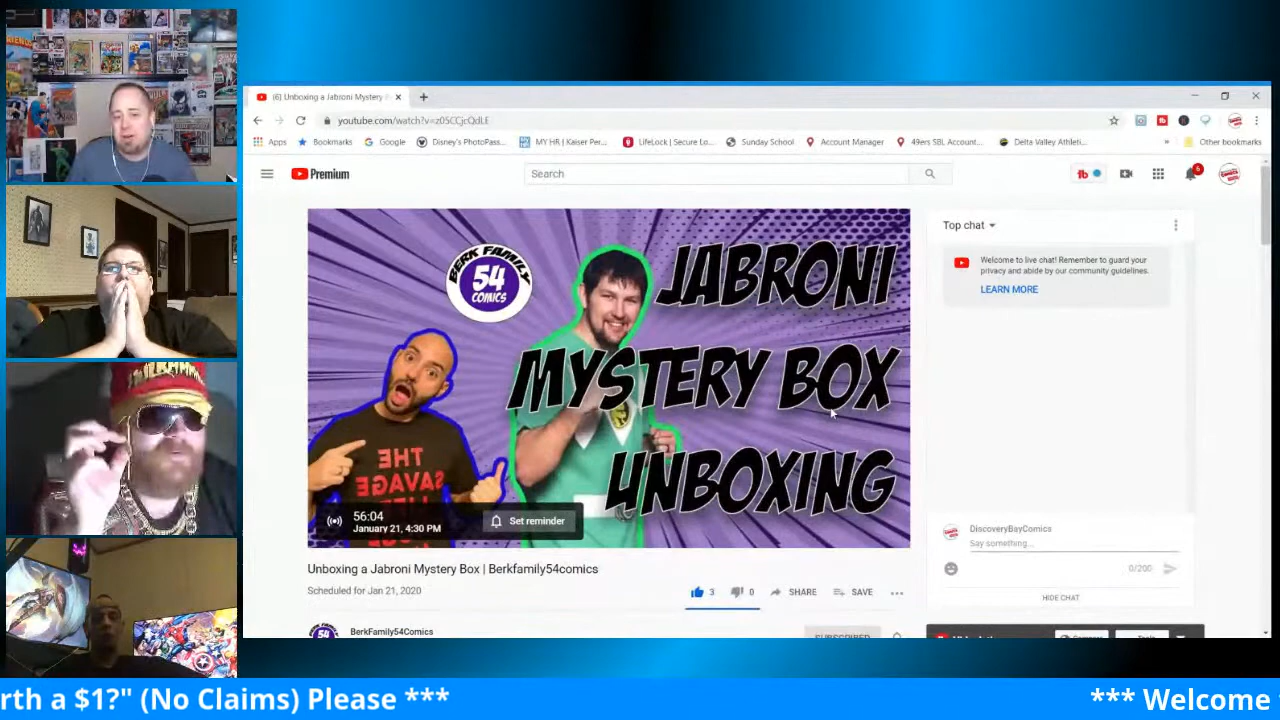 (6) Unboxing a Jabroni Mystery
youtube.com/watch?v=z05CCjcQdLE
Apps
Bookmarks
Google
Disney's PhotoPass...
MY HR | Kaiser Per...
LifeLock | Secure Lo...
Sunday School
Account Manager
49ers SBL Account...
Delta Valley Athleti...
»
Other bookmarks
Premium
Search
fb
6
BERK FAMILY
54
COMICS
JABRONI
MYSTERY BOX
UNBOXING
THE
SAVAGE
56:04
January 21, 4:30 PM
Set reminder
Top chat
Welcome to live chat! Remember to guard your
privacy and abide by our community guidelines.
LEARN MORE
DiscoveryBayComics
Say something...
0/200
HIDE CHAT
Unboxing a Jabroni Mystery Box | Berkfamily54comics
Scheduled for Jan 21, 2020
3
0
SHARE
SAVE
BerkFamily54Comics
SUBSCRIBED
rth a $1?" (No Claims) Please ***
*** Welcome